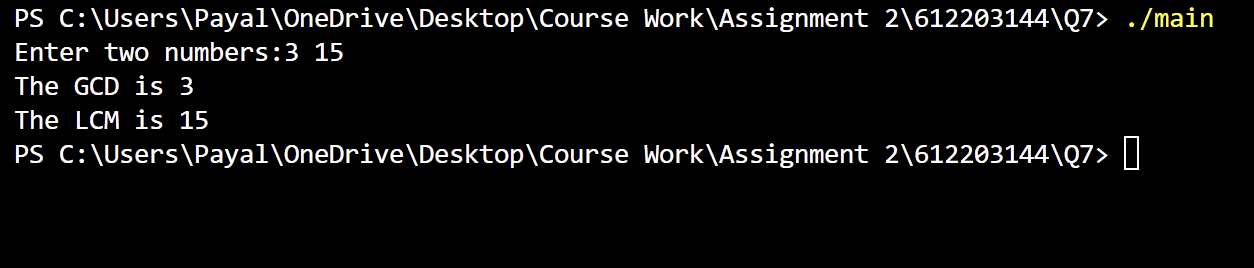 PS C:\Users\Payal\OneDrive\Desktop\Course Work\Assignment 2\612203144\Q7> ./main
Enter two numbers:3 15
The GCD is 3
The LCM is 15
PS C:\Users\Payal\OneDrive\Desktop\Course Work\Assignment 2\612203144\Q7>